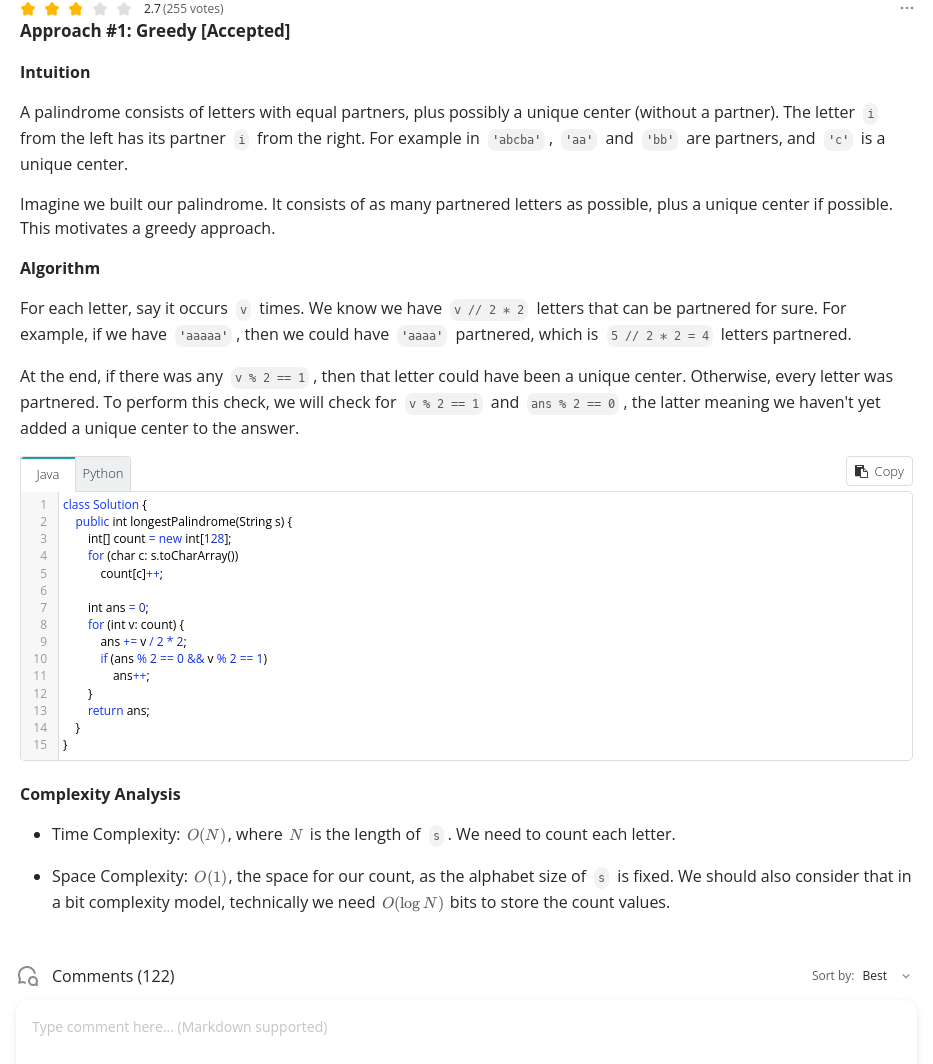 2.7 (255 votes)
Approach #1: Greedy [Accepted]
Intuition
A palindrome consists of letters with equal partners, plus possibly a unique center (without a partner). The letter i
from the left has its partner i from the right. For example in 'abcba' , 'aa' and 'bb' are partners, and 'c' is a
unique center.
Imagine we built our palindrome. It consists of as many partnered letters as possible, plus a unique center if possible.
This motivates a greedy approach.
Algorithm
For each letter, say it occurs v times. We know we have v // 2 * 2 letters that can be partnered for sure. For
example, if we have 'aaaaa' , then we could have 'aaaa' partnered, which is 5 // 2 * 2 = 4 letters partnered.
At the end, if there was any v % 2 == 1 , then that letter could have been a unique center. Otherwise, every letter was
partnered. To perform this check, we will check for v % 2 == 1 and ans % 2 == 0 , the latter meaning we haven't yet
added a unique center to the answer.
Java Python Copy
1 class Solution {
2 public int longestPalindrome(String s) {
3 int[] count = new int[128];
4 for (char c: s.toCharArray())
5 count[c]++;
6
7 int ans = 0;
8 for (int v: count) {
9 ans += v / 2 * 2;
10 if (ans % 2 == 0 && v % 2 == 1)
11 ans++;
12 }
13 return ans;
14 }
15 }
Complexity Analysis
• Time Complexity: O(N), where N is the length of s . We need to count each letter.
• Space Complexity: O(1), the space for our count, as the alphabet size of s is fixed. We should also consider that in
a bit complexity model, technically we need O(log N) bits to store the count values.
Comments (122) Sort by: Best
Type comment here... (Markdown supported)